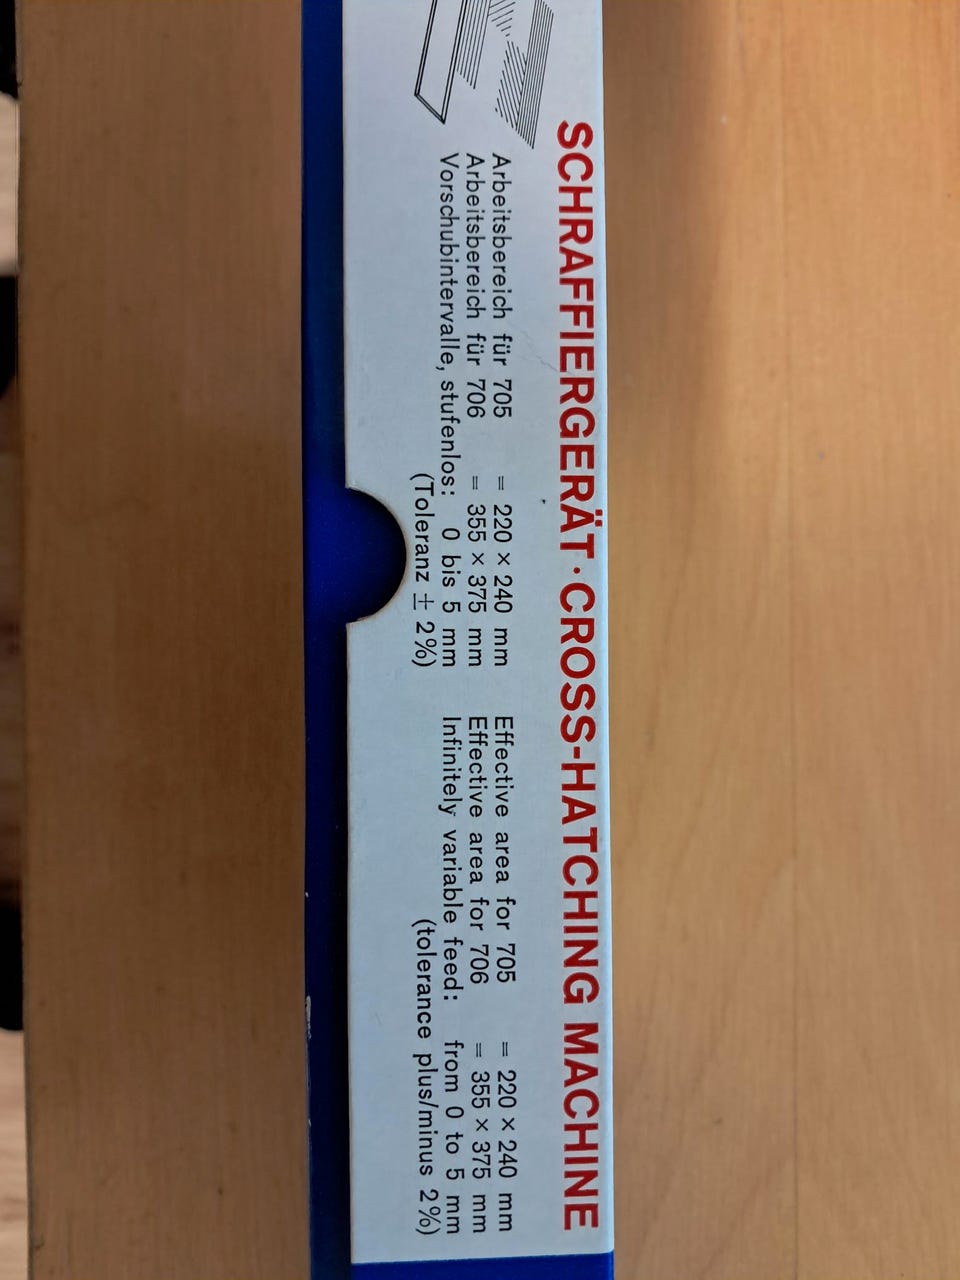 SCHRAFFIERGERÄT · CROSS-HATCHING MACHINE
Arbeitsbereich für 705 = 220 × 240 mm
Arbeitsbereich für 706 = 355 × 375 mm
Vorschubintervalle, stufenlos: 0 bis 5 mm
(Toleranz ± 2%)
Effective area for 705 = 220 × 240 mm
Effective area for 706 = 355 × 375 mm
Infinitely variable feed: from 0 to 5 mm
(tolerance plus/minus 2%)